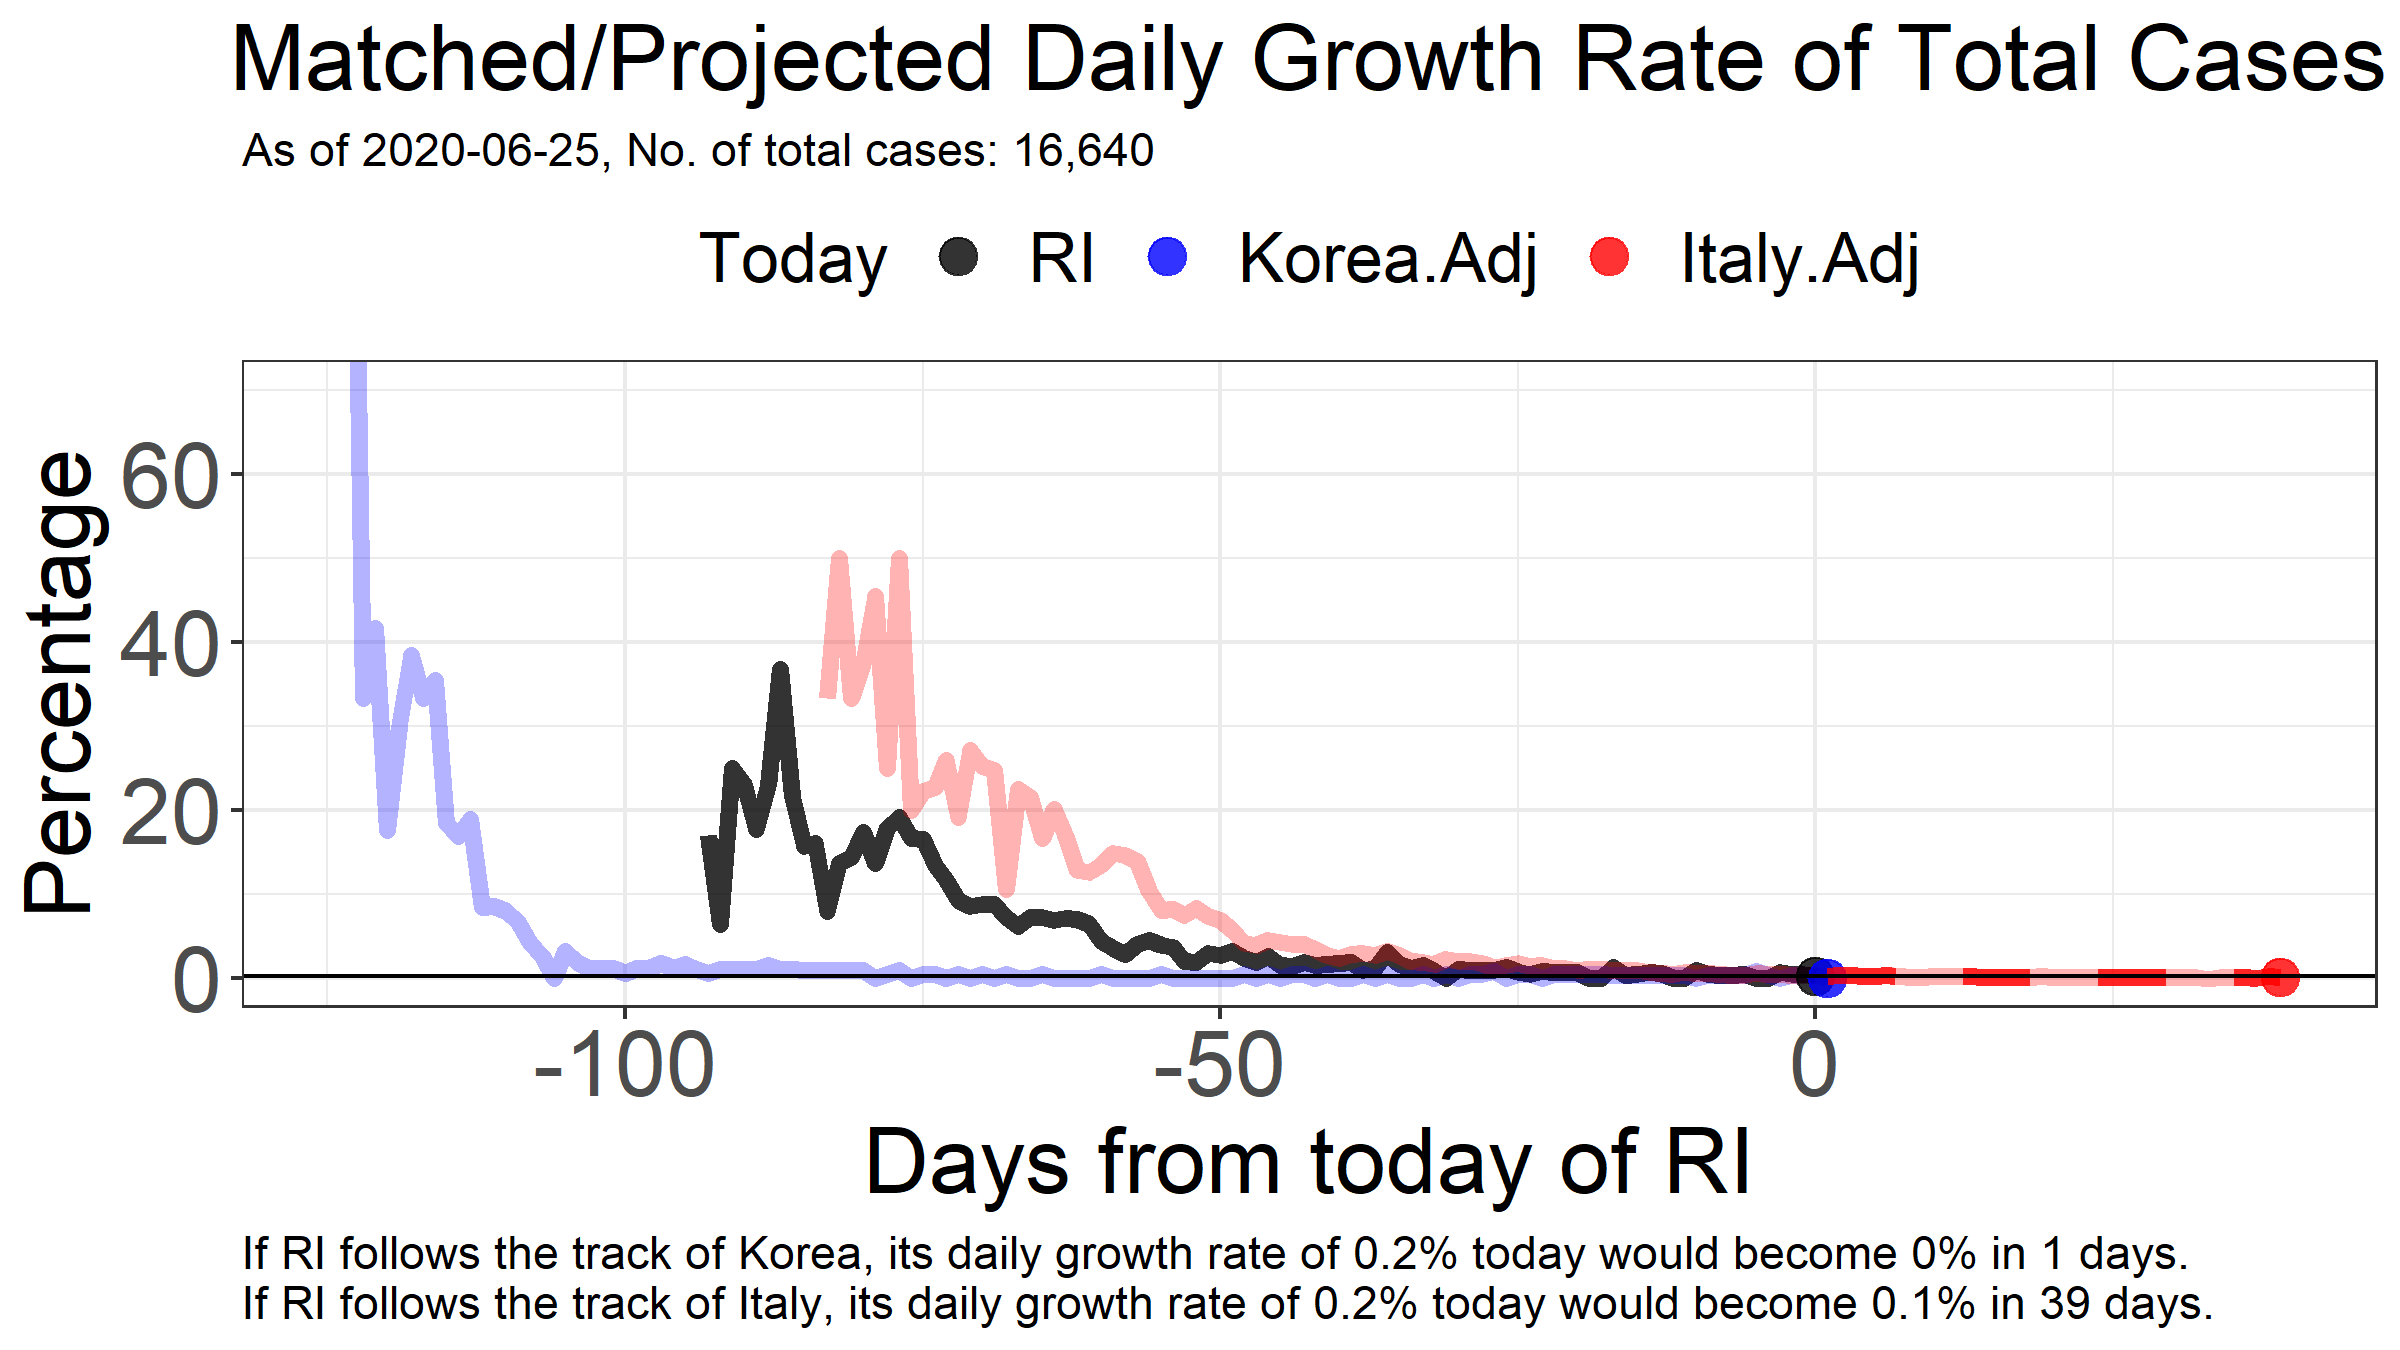 Matched/Projected Daily Growth Rate of Total Cases
As of 2020-06-25, No. of total cases: 16,640
Today RI Korea.Adj Italy.Adj
Percentage
60
40
20
0
-100 -50 0
Days from today of RI
If RI follows the track of Korea, its daily growth rate of 0.2% today would become 0% in 1 days.
If RI follows the track of Italy, its daily growth rate of 0.2% today would become 0.1% in 39 days.